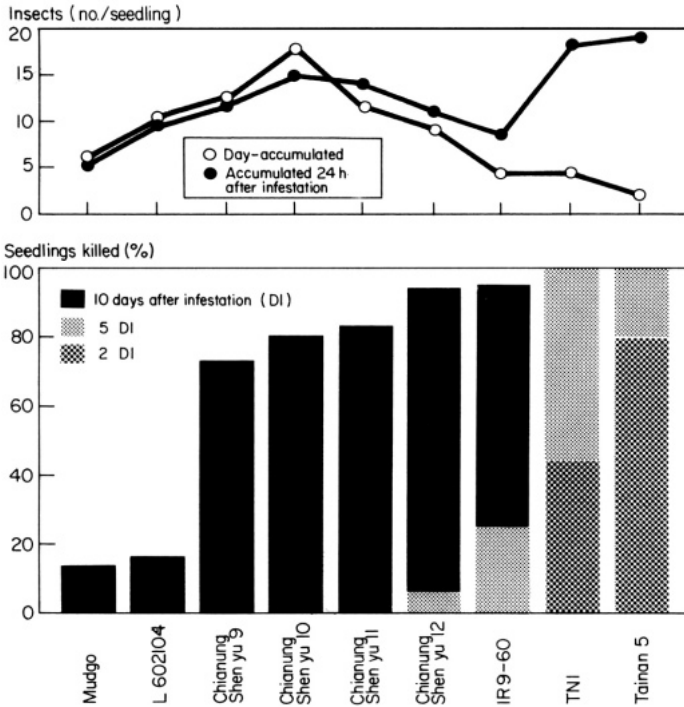 Insects (no./seedling)
20
15
10
5
0
Day-accumulated
Accumulated 24 h
after infestation
Seedlings killed (%)
100
80
60
40
20
0
10 days after infestation (DI)
5 DI
2 DI
Mudgo
L 602104
Chianung
Shen yu 9
Chianung
Shen yu 10
Chianung
Shen yu 11
Chianung
Shen yu 12
IR9-60
TN1
Tainan 5